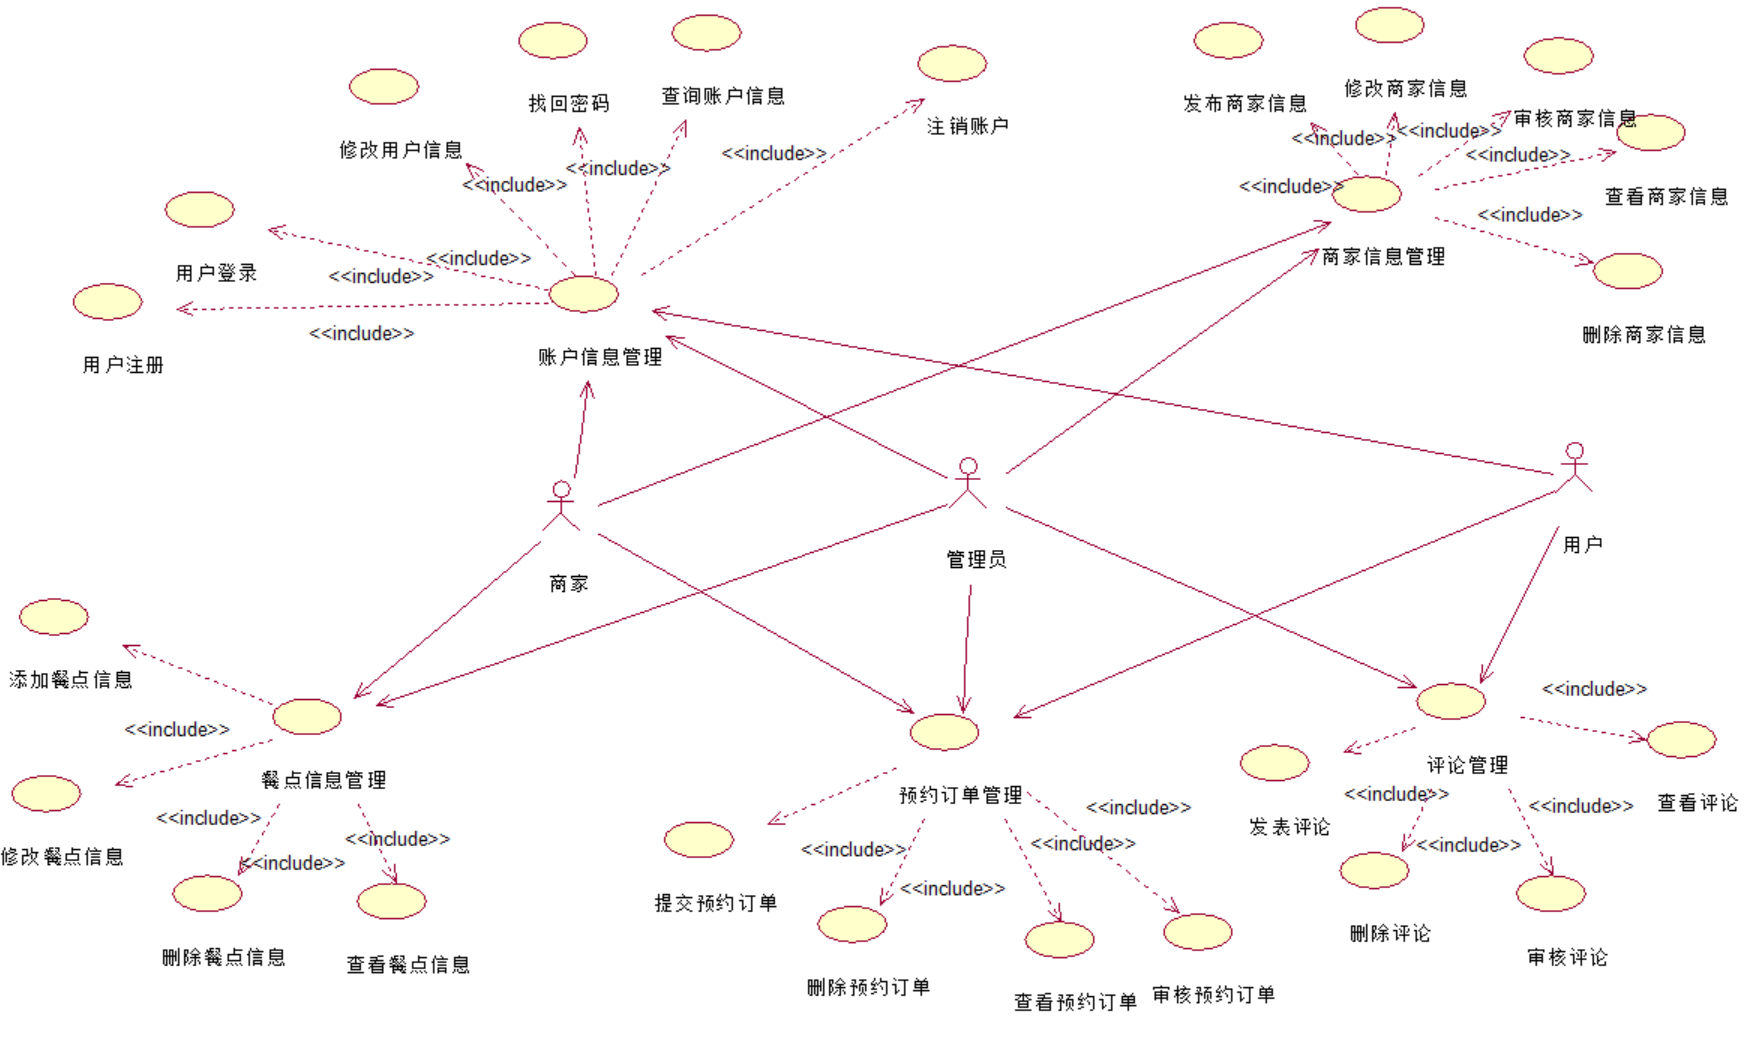 找回密码
查询账户信息
注销账户
修改用户信息
<<include>>
<<include>>
<<include>>
用户登录
<<include>>
<<include>>
用户注册
<<include>>
账户信息管理
发布商家信息
修改商家信息
审核商家信息
<<include>>
<<include>>
<<include>>
<<include>>
查看商家信息
<<include>>
商家信息管理
删除商家信息
商家
管理员
用户
添加餐点信息
<<include>>
餐点信息管理
修改餐点信息
<<include>>
<<include>>
<<include>>
删除餐点信息
查看餐点信息
预约订单管理
<<include>>
提交预约订单
<<include>>
<<include>>
<<include>>
删除预约订单
查看预约订单
审核预约订单
<<include>>
评论管理
发表评论
<<include>>
<<include>>
查看评论
<<include>>
删除评论
审核评论